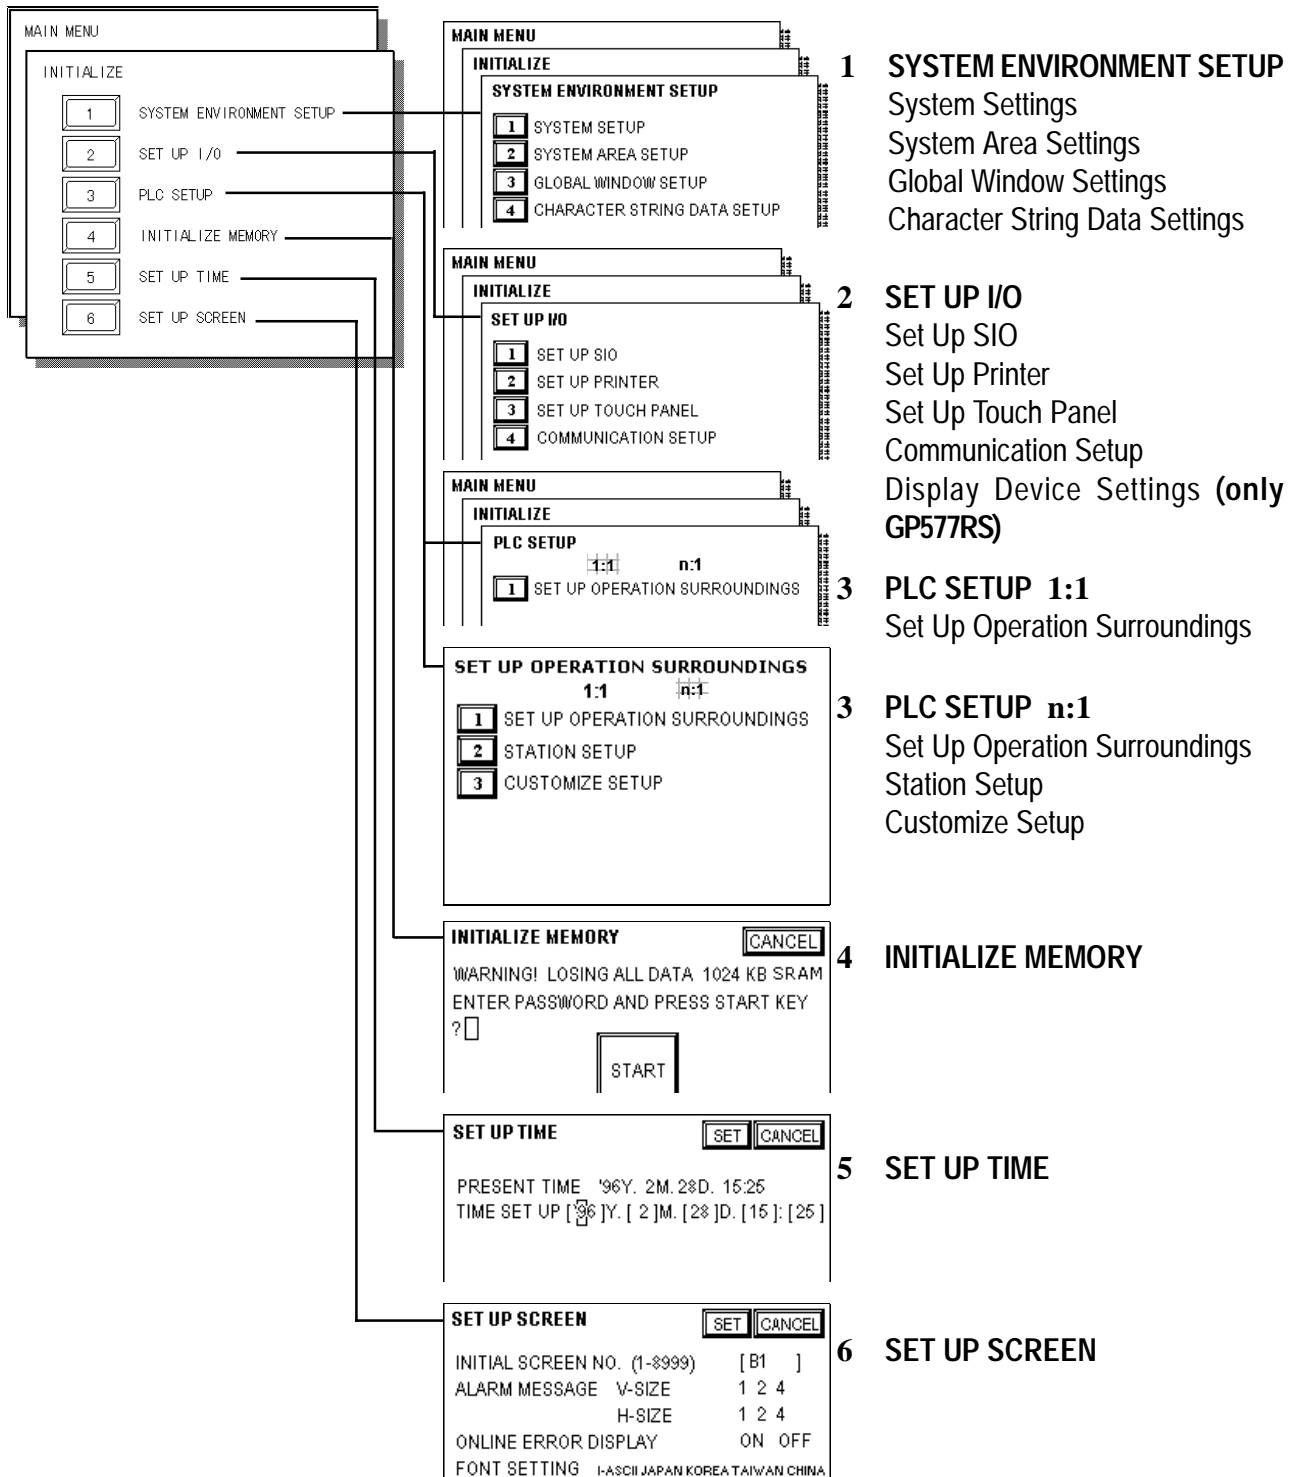 MAIN MENU
INITIALIZE
1 SYSTEM ENVIRONMENT SETUP
2 SET UP I/O
3 PLC SETUP
4 INITIALIZE MEMORY
5 SET UP TIME
6 SET UP SCREEN
MAIN MENU
INITIALIZE
SYSTEM ENVIRONMENT SETUP
1 SYSTEM SETUP
2 SYSTEM AREA SETUP
3 GLOBAL WINDOW SETUP
4 CHARACTER STRING DATA SETUP
1 SYSTEM ENVIRONMENT SETUP
System Settings
System Area Settings
Global Window Settings
Character String Data Settings
MAIN MENU
INITIALIZE
SET UP I/O
1 SET UP SIO
2 SET UP PRINTER
3 SET UP TOUCH PANEL
4 COMMUNICATION SETUP
2 SET UP I/O
Set Up SIO
Set Up Printer
Set Up Touch Panel
Communication Setup
Display Device Settings (only
GP577RS)
MAIN MENU
INITIALIZE
PLC SETUP
1:1 n:1
1 SET UP OPERATION SURROUNDINGS
3 PLC SETUP 1:1
Set Up Operation Surroundings
SET UP OPERATION SURROUNDINGS
1:1 n:1
1 SET UP OPERATION SURROUNDINGS
2 STATION SETUP
3 CUSTOMIZE SETUP
3 PLC SETUP n:1
Set Up Operation Surroundings
Station Setup
Customize Setup
INITIALIZE MEMORY CANCEL
WARNING! LOSING ALL DATA 1024 KB SRAM
ENTER PASSWORD AND PRESS START KEY
?
START
4 INITIALIZE MEMORY
SET UP TIME SET CANCEL
PRESENT TIME '96Y. 2M. 28D. 15:25
TIME SET UP ['96 ]Y. [ 2 ]M. [28 ]D. [15 ]: [25 ]
5 SET UP TIME
SET UP SCREEN SET CANCEL
INITIAL SCREEN NO. (1-8999) [ B1 ]
ALARM MESSAGE V-SIZE 1 2 4
H-SIZE 1 2 4
ONLINE ERROR DISPLAY ON OFF
FONT SETTING I-ASCII JAPAN KOREA TAIWAN CHINA
6 SET UP SCREEN